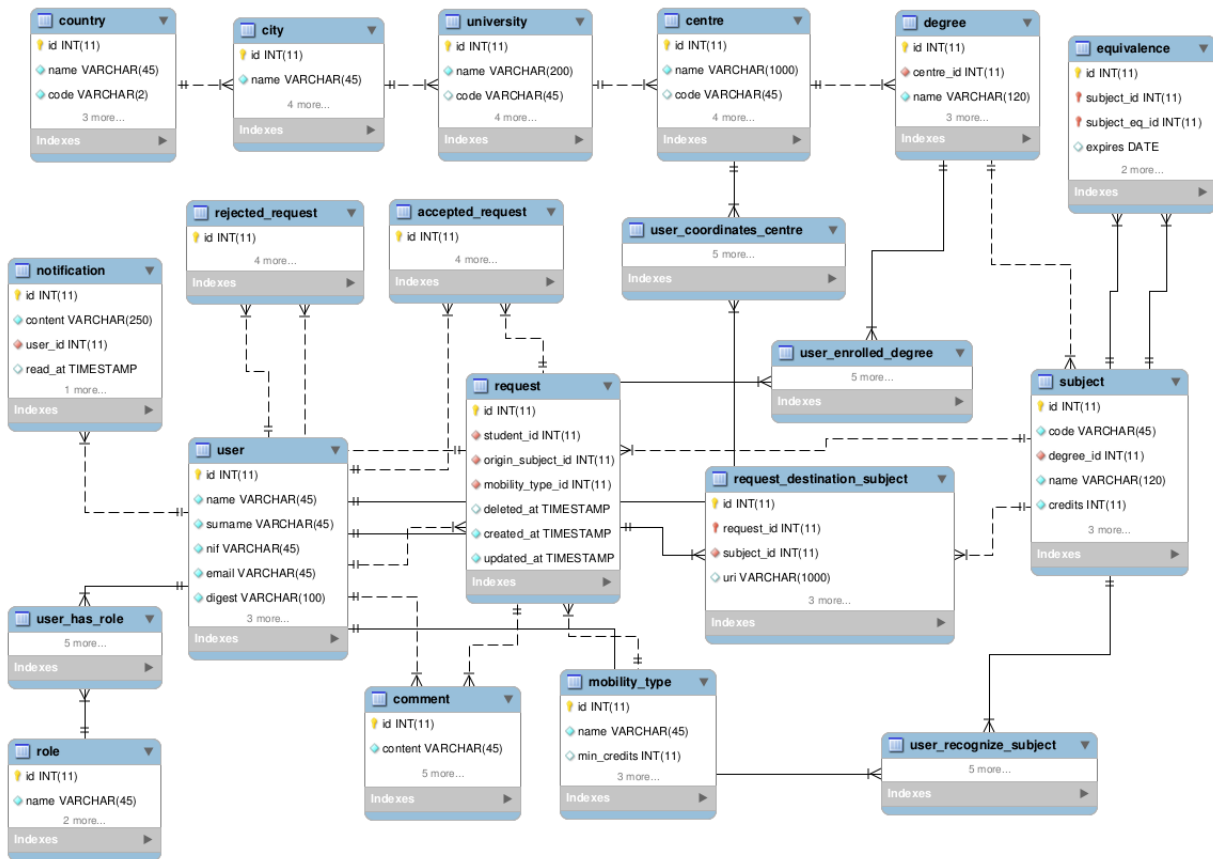 country
id INT(11)
name VARCHAR(45)
code VARCHAR(2)
3 more...
Indexes
city
id INT(11)
name VARCHAR(45)
4 more...
Indexes
university
id INT(11)
name VARCHAR(200)
code VARCHAR(45)
4 more...
Indexes
centre
id INT(11)
name VARCHAR(1000)
code VARCHAR(45)
4 more...
Indexes
degree
id INT(11)
centre_id INT(11)
name VARCHAR(120)
3 more...
Indexes
equivalence
id INT(11)
subject_id INT(11)
subject_eq_id INT(11)
expires DATE
2 more...
Indexes
rejected_request
id INT(11)
4 more...
Indexes
accepted_request
id INT(11)
4 more...
Indexes
user_coordinates_centre
5 more...
Indexes
notification
id INT(11)
content VARCHAR(250)
user_id INT(11)
read_at TIMESTAMP
1 more...
Indexes
user_enrolled_degree
5 more...
Indexes
request
id INT(11)
student_id INT(11)
origin_subject_id INT(11)
mobility_type_id INT(11)
deleted_at TIMESTAMP
created_at TIMESTAMP
updated_at TIMESTAMP
Indexes
subject
id INT(11)
code VARCHAR(45)
degree_id INT(11)
name VARCHAR(120)
credits INT(11)
3 more...
Indexes
user
id INT(11)
name VARCHAR(45)
surname VARCHAR(45)
nif VARCHAR(45)
email VARCHAR(45)
digest VARCHAR(100)
3 more...
Indexes
request_destination_subject
id INT(11)
request_id INT(11)
subject_id INT(11)
uri VARCHAR(1000)
3 more...
Indexes
user_has_role
5 more...
Indexes
comment
id INT(11)
content VARCHAR(45)
5 more...
Indexes
mobility_type
id INT(11)
name VARCHAR(45)
min_credits INT(11)
3 more...
Indexes
user_recognize_subject
5 more...
Indexes
role
id INT(11)
name VARCHAR(45)
2 more...
Indexes